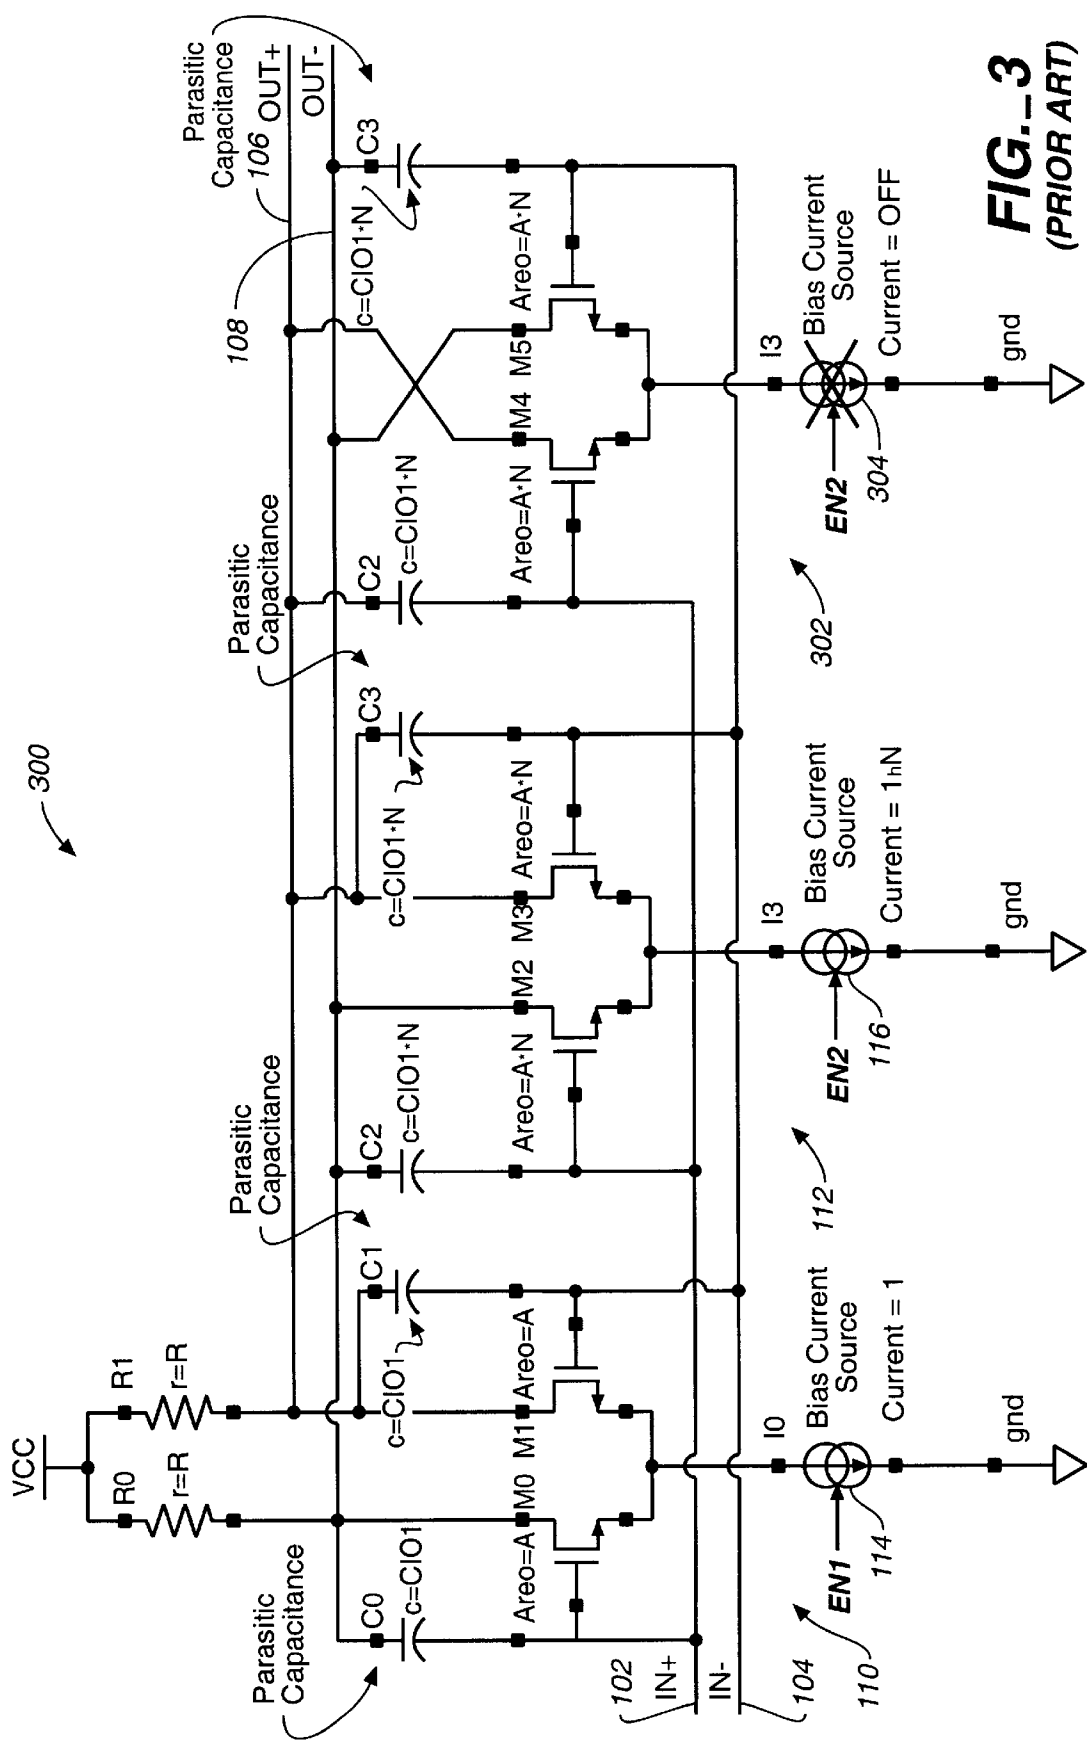 300
VCC
R0
r=R
R1
r=R
Parasitic
Capacitance
C0
c=CIO1
Areo=A
M0
M1
Areo=A
c=CIO1
C1
Parasitic
Capacitance
C2
c=CIO1*N
Areo=A*N
M2
M3
Areo=A*N
c=CIO1*N
C3
Parasitic
Capacitance
C2
c=CIO1*N
Areo=A*N
M4
M5
Areo=A*N
c=CIO1*N
C3
Parasitic
Capacitance
OUT+
OUT-
106
108
102
IN+
IN-
104
110
EN1
114
I0
Bias Current
Source
Current = 1
gnd
112
EN2
116
I3
Bias Current
Source
Current = 1hN
gnd
302
EN2
304
I3
Bias Current
Source
Current = OFF
gnd
FIG._3
(PRIOR ART)